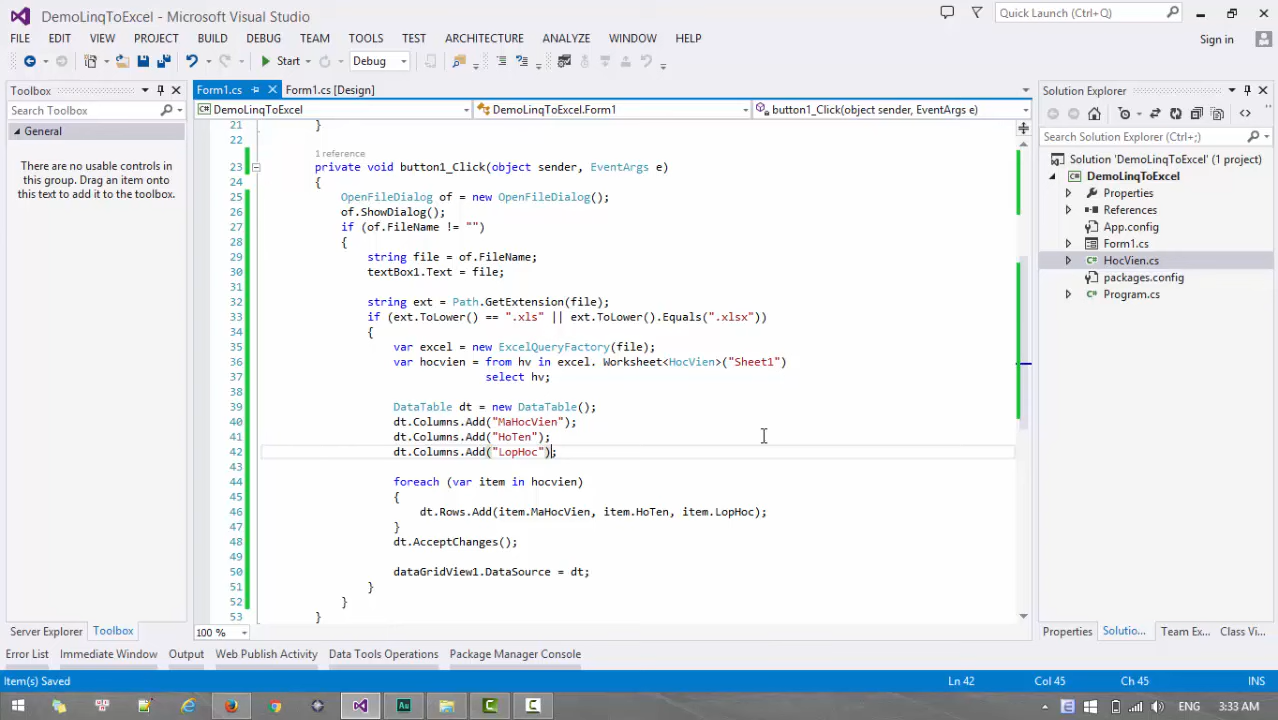 DemoLinqToExcel - Microsoft Visual Studio
Quick Launch (Ctrl+Q)
FILE EDIT VIEW PROJECT BUILD DEBUG TEAM TOOLS TEST ARCHITECTURE ANALYZE WINDOW HELP
Sign in
Start Debug
Toolbox
Search Toolbox
General
There are no usable controls in
this group. Drag an item onto
this text to add it to the toolbox.
Server Explorer Toolbox
Form1.cs Form1.cs [Design]
DemoLinqToExcel DemoLinqToExcel.Form1 button1_Click(object sender, EventArgs e)
21 }
22
1 reference
23 private void button1_Click(object sender, EventArgs e)
24 {
25 OpenFileDialog of = new OpenFileDialog();
26 of.ShowDialog();
27 if (of.FileName != "")
28 {
29 string file = of.FileName;
30 textBox1.Text = file;
31
32 string ext = Path.GetExtension(file);
33 if (ext.ToLower() == ".xls" || ext.ToLower().Equals(".xlsx"))
34 {
35 var excel = new ExcelQueryFactory(file);
36 var hocvien = from hv in excel. Worksheet<HocVien>("Sheet1")
37 select hv;
38
39 DataTable dt = new DataTable();
40 dt.Columns.Add("MaHocVien");
41 dt.Columns.Add("HoTen");
42 dt.Columns.Add("LopHoc");
43
44 foreach (var item in hocvien)
45 {
46 dt.Rows.Add(item.MaHocVien, item.HoTen, item.LopHoc);
47 }
48 dt.AcceptChanges();
49
50 dataGridView1.DataSource = dt;
51 }
52 }
53 }
100 %
Solution Explorer
Search Solution Explorer (Ctrl+;)
Solution 'DemoLinqToExcel' (1 project)
DemoLinqToExcel
Properties
References
App.config
Form1.cs
HocVien.cs
packages.config
Program.cs
Properties Solutio... Team Ex... Class Vi...
Error List Immediate Window Output Web Publish Activity Data Tools Operations Package Manager Console
Item(s) Saved Ln 42 Col 45 Ch 45 INS
ENG 3:33 AM